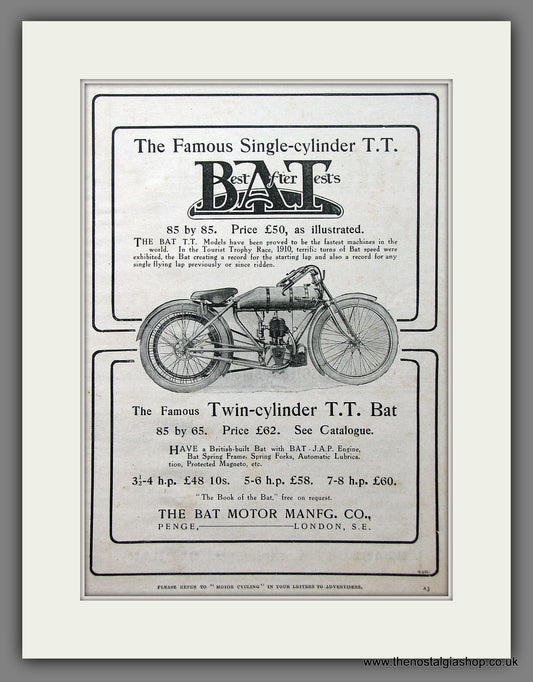 The Famous Single-cylinder T.T.
BAT
Best After Tests
85 by 85. Price £50, as illustrated.
THE BAT T.T. Models have been proved to be the fastest machines in the
world. In the Tourist Trophy Race, 1910, terrific turns of Bat speed were
exhibited, the Bat creating a record for the starting lap and also a record for any
single flying lap previously or since ridden.
The Famous Twin-cylinder T.T. Bat
85 by 65. Price £62. See Catalogue.
HAVE a British-built Bat with BAT-J.A.P. Engine,
Bat Spring Frame, Spring Forks, Automatic Lubrica-
tion, Protected Magneto, etc.
3½-4 h.p. £48 10s. 5-6 h.p. £58. 7-8 h.p. £60.
"The Book of the Bat," free on request.
THE BAT MOTOR MANFG. CO.,
PENGE, LONDON, S.E.
PLEASE REFER TO "MOTOR CYCLING" IN YOUR LETTERS TO ADVERTISERS.
A3
www.thenostalgiashop.co.uk